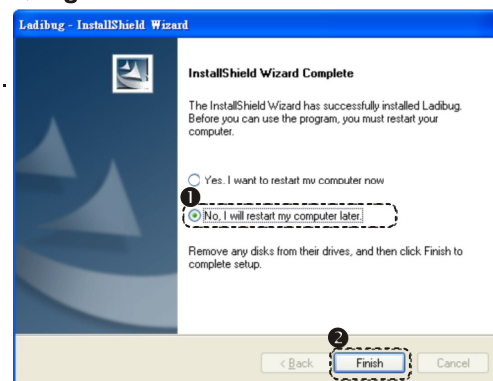 Ladibug - InstallShield Wizard
InstallShield Wizard Complete
The InstallShield Wizard has successfully installed Ladibug.
Before you can use the program, you must restart your
computer.
Yes, I want to restart my computer now
1
No, I will restart my computer later.
Remove any disks from their drives, and then click Finish to
complete setup.
2
< Back Finish Cancel